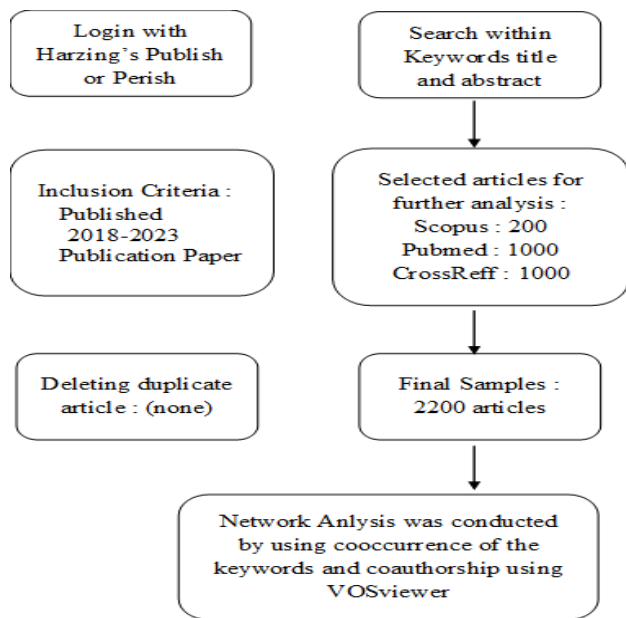 Login with
Harzing's Publish
or Perish
Search within
Keywords title
and abstract
Inclusion Criteria :
Published
2018-2023
Publication Paper
Selected articles for
further analysis :
Scopus : 200
Pubmed : 1000
CrossReff : 1000
Deleting duplicate
article : (none)
Final Samples :
2200 articles
Network Anlysis was conducted
by using cooccurrence of the
keywords and coauthorship using
VOSviewer